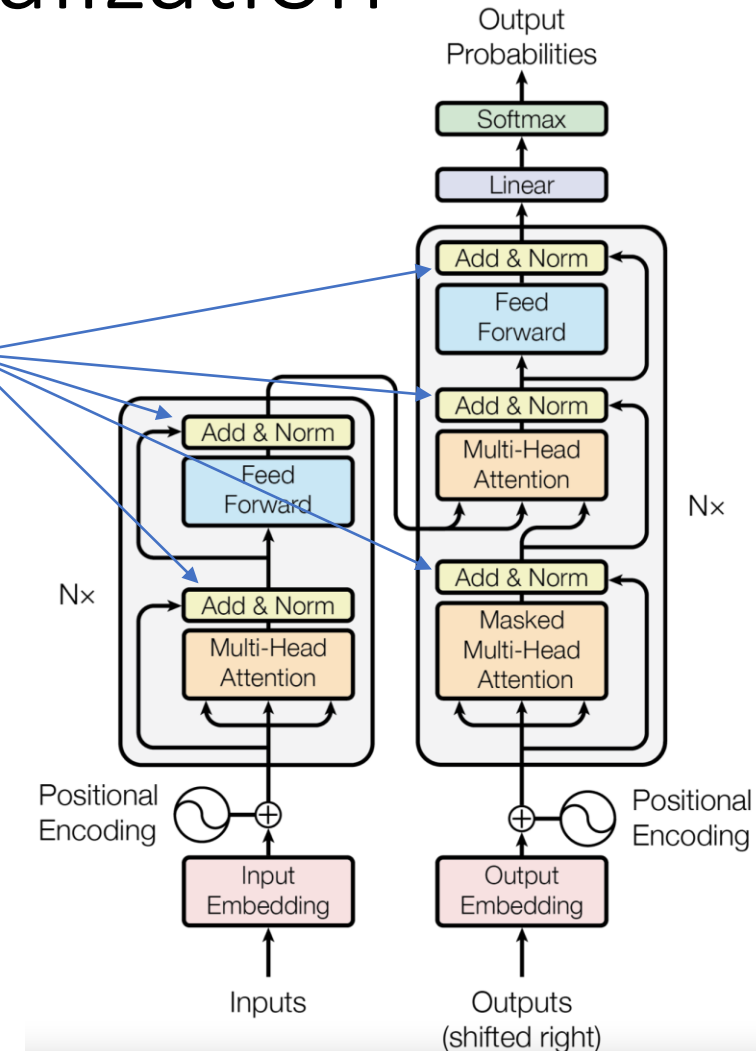 Output
Probabilities
Softmax
Linear
Add & Norm
Feed
Forward
Add & Norm
Multi-Head
Attention
Add & Norm
Masked
Multi-Head
Attention
Nx
Add & Norm
Feed
Forward
Add & Norm
Multi-Head
Attention
Nx
Positional
Encoding
Positional
Encoding
Input
Embedding
Output
Embedding
Inputs
Outputs
(shifted right)